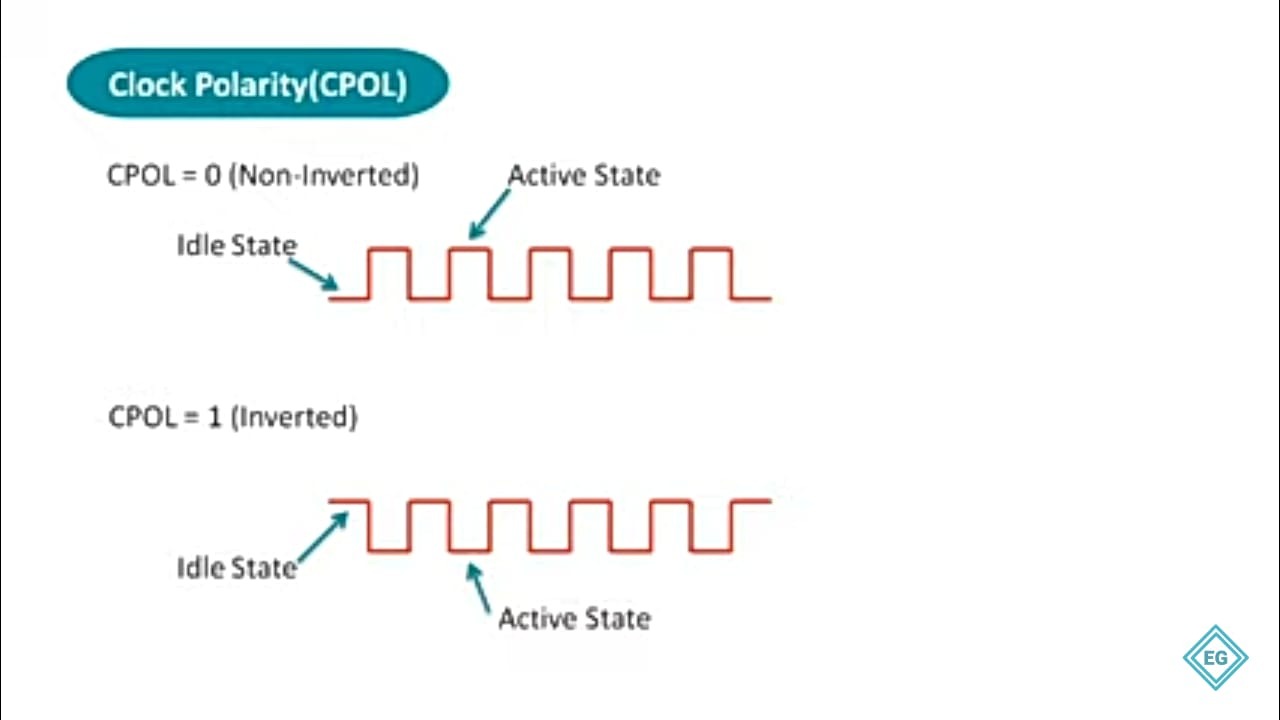 Clock Polarity(CPOL)
CPOL = 0 (Non-Inverted)
Active State
Idle State
CPOL = 1 (Inverted)
Idle State
Active State
EG